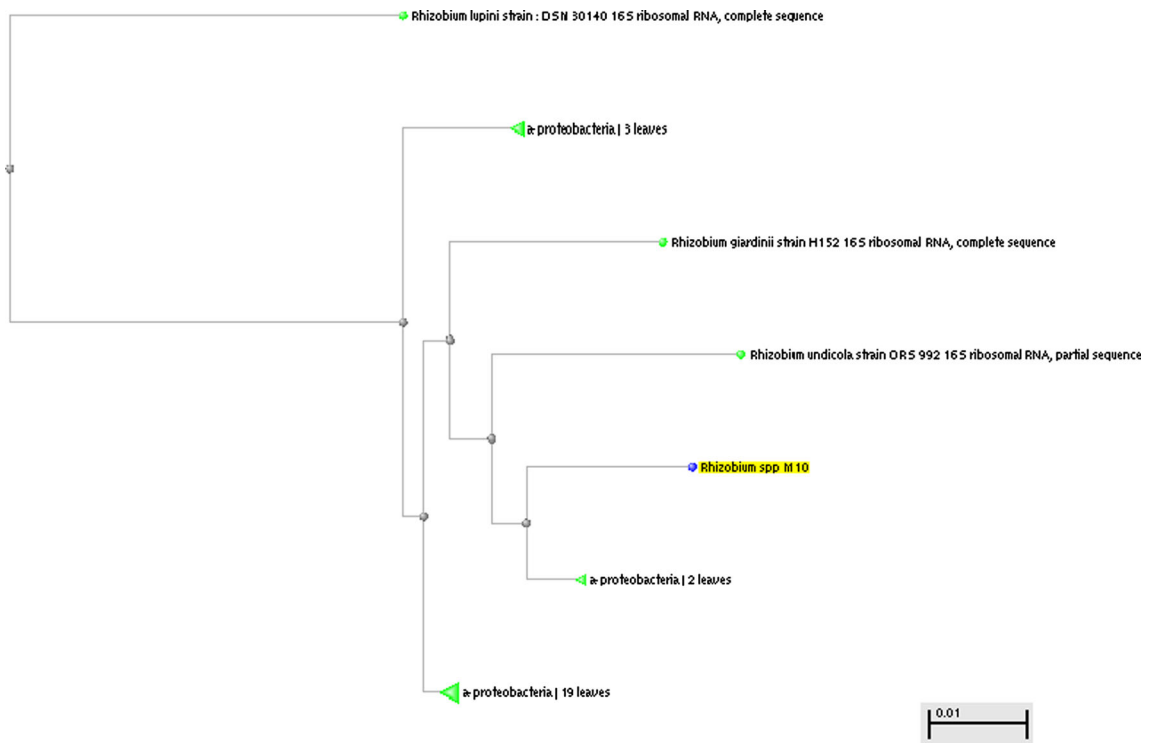 Rhizobium lupini strain : DSN 30140 16S ribosomal RNA, complete sequence
a-proteobacteria | 3 leaves
Rhizobium giardinii strain H152 16S ribosomal RNA, complete sequence
Rhizobium undicola strain ORS 992 16S ribosomal RNA, partial sequence
Rhizobium spp M10
a-proteobacteria | 2 leaves
a-proteobacteria | 19 leaves
0.01